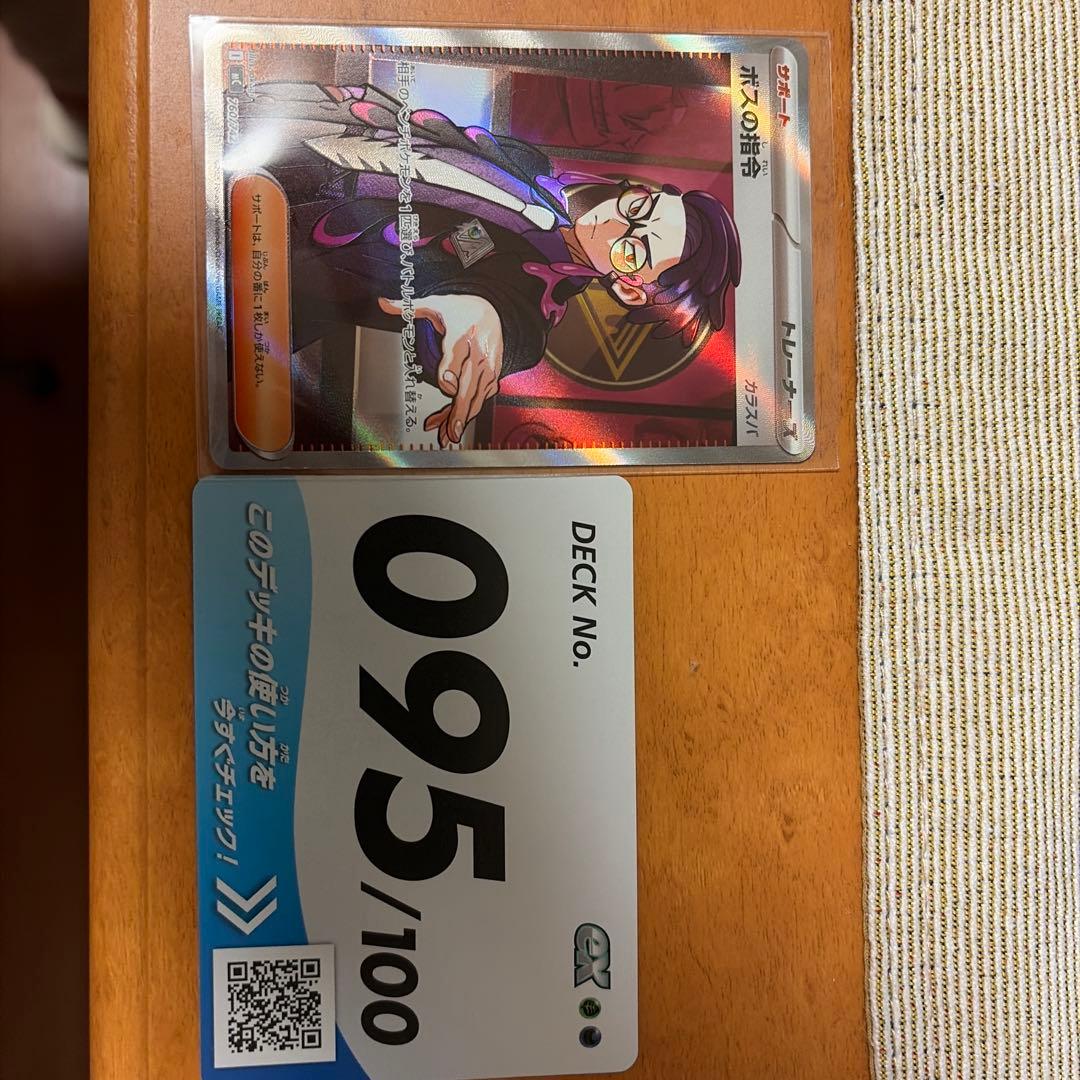 サポート
トレーナーズ
ボスの指令
しれい
カラスバ
相手のベンチポケモンを1匹選び、バトルポケモンと入れ替える。
サポートは、自分の番に1枚しか使えない。
DECK No.
ex
095/100
このデッキの使い方を
今すぐチェック!